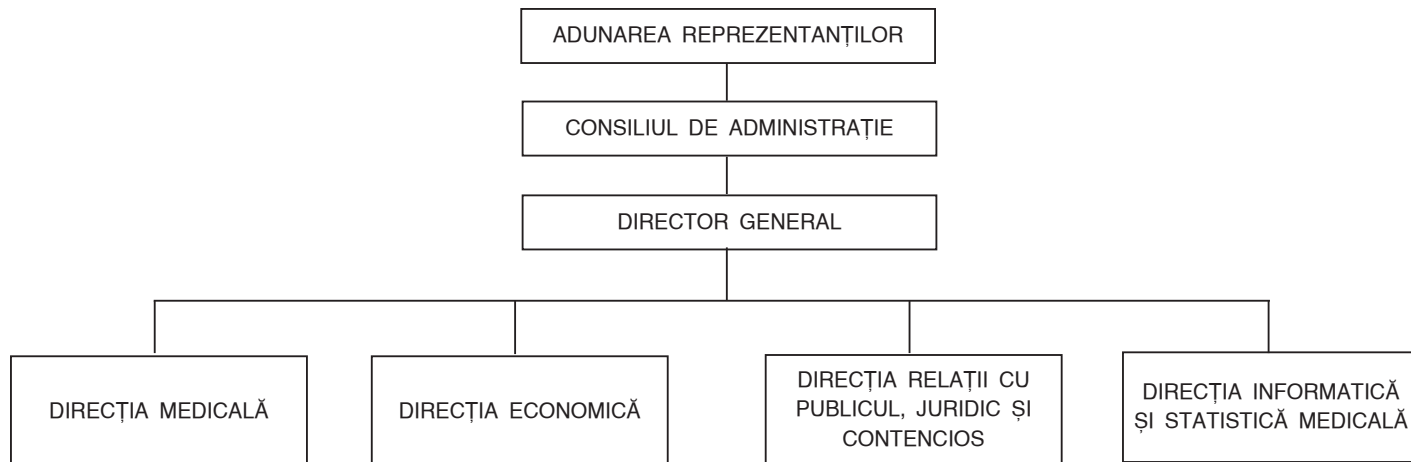 ADUNAREA REPREZENTANȚILOR
CONSILIUL DE ADMINISTRAȚIE
DIRECTOR GENERAL
DIRECȚIA MEDICALĂ
DIRECȚIA ECONOMICĂ
DIRECȚIA RELAȚII CU
PUBLICUL, JURIDIC ȘI
CONTENCIOS
DIRECȚIA INFORMATICĂ
ȘI STATISTICĂ MEDICALĂ